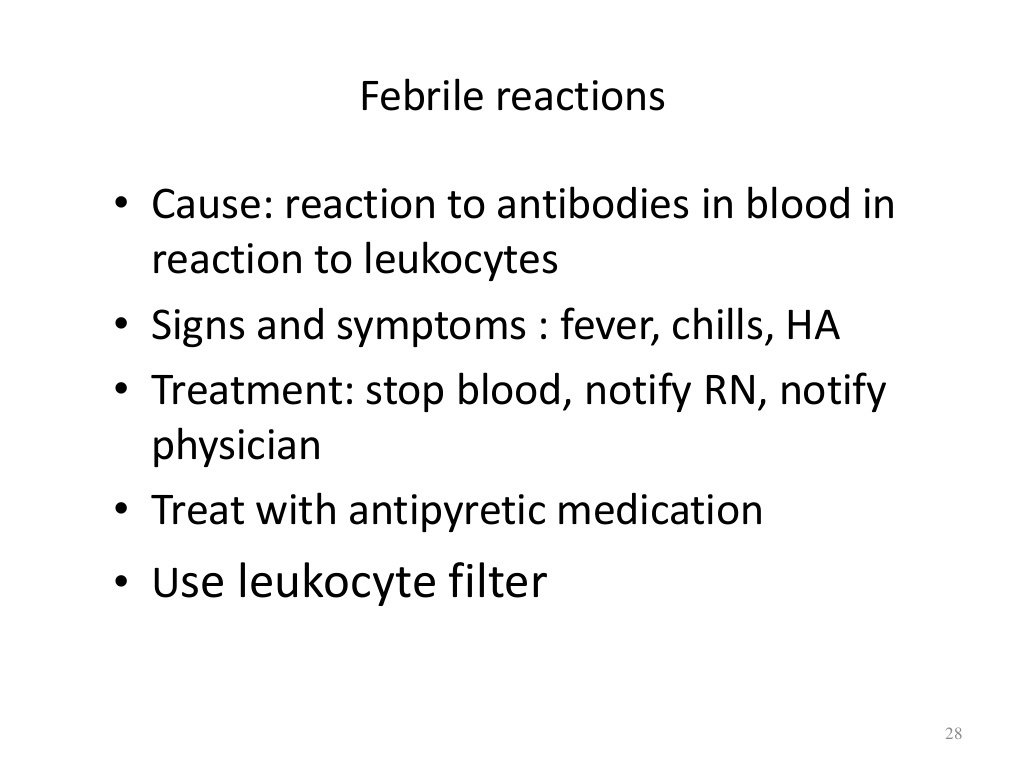 Febrile reactions
• Cause: reaction to antibodies in blood in
reaction to leukocytes
• Signs and symptoms : fever, chills, HA
• Treatment: stop blood, notify RN, notify
physician
• Treat with antipyretic medication
• Use leukocyte filter
28